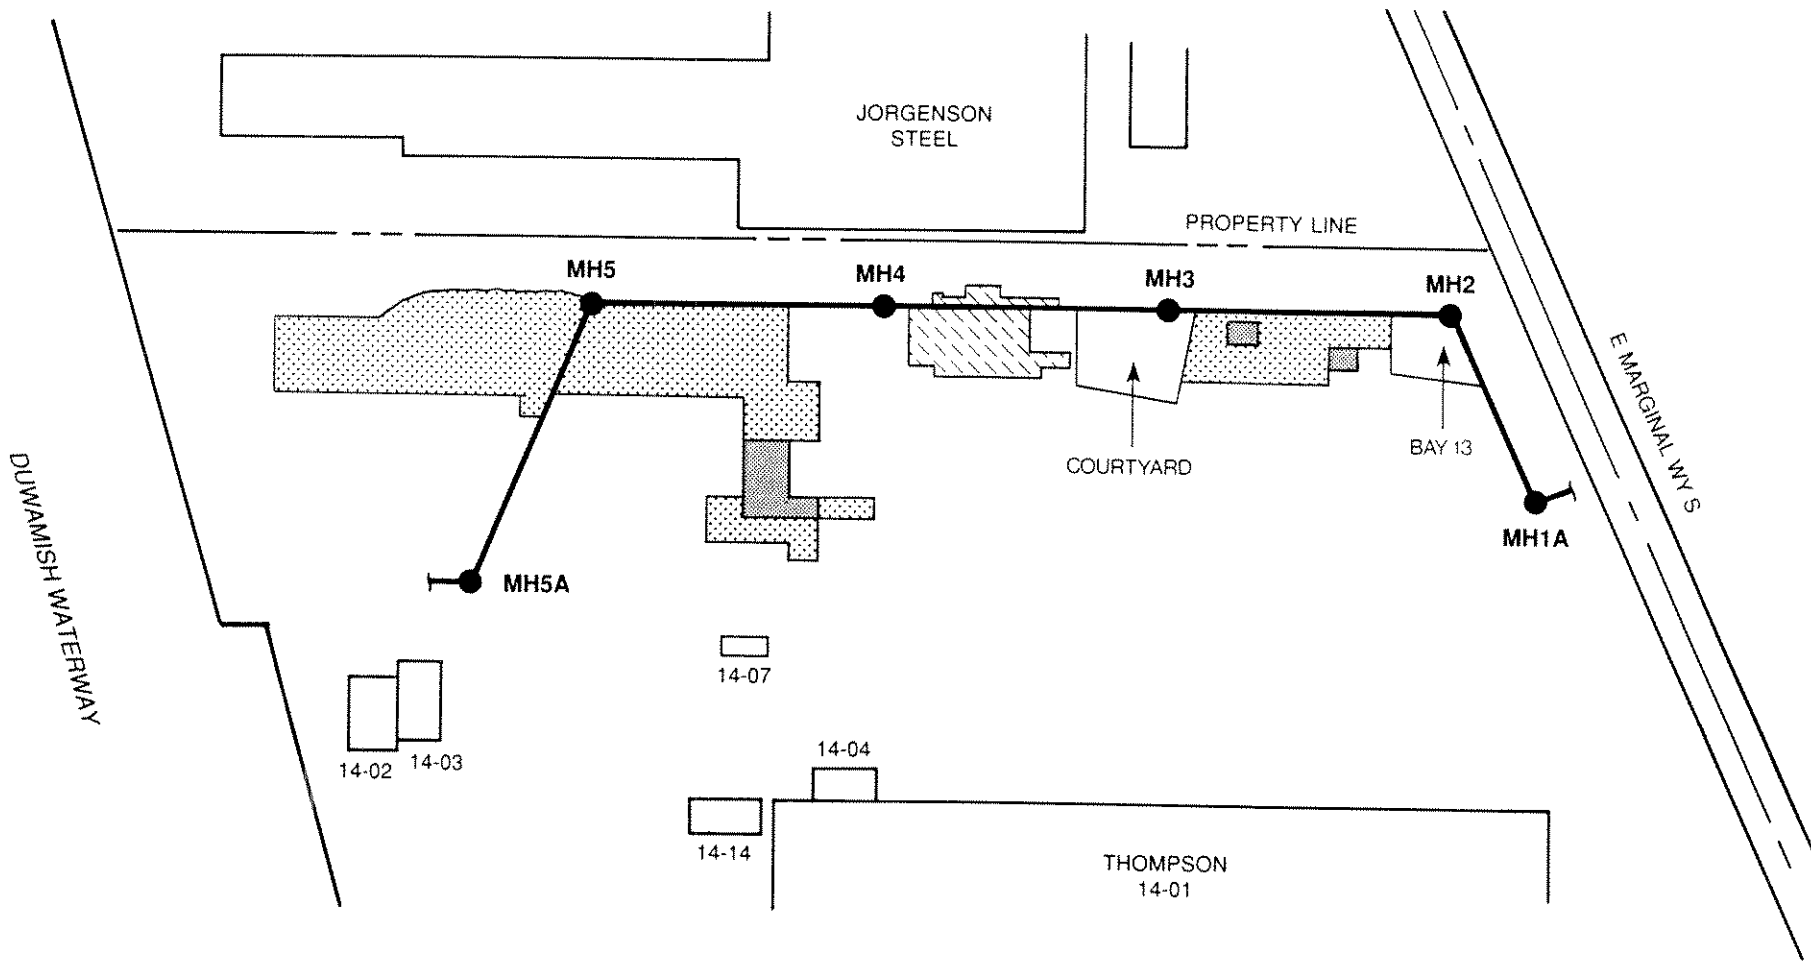 JORGENSON
STEEL
PROPERTY LINE
MH5
MH4
MH3
MH2
E MARGINAL WY S
BAY 13
COURTYARD
DUWAMISH WATERWAY
MH1A
MH5A
14-07
14-02
14-03
14-04
14-14
THOMPSON
14-01